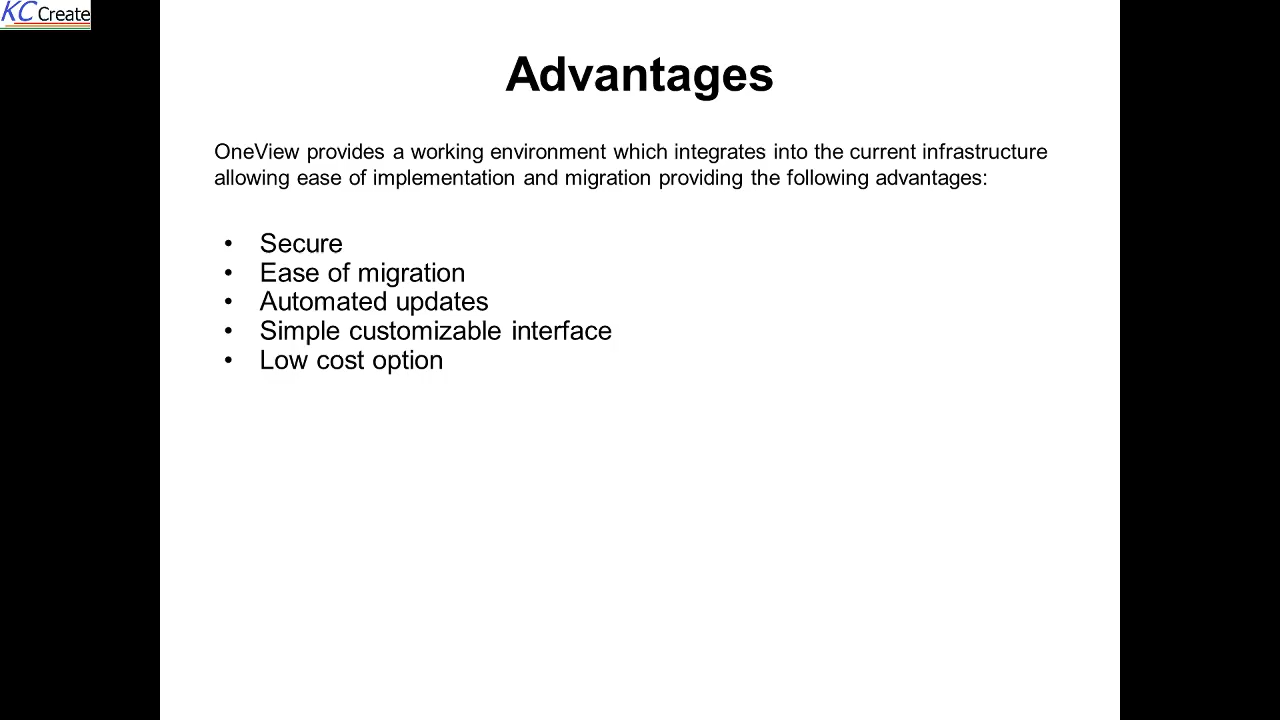 KC Create
Advantages
OneView provides a working environment which integrates into the current infrastructure
allowing ease of implementation and migration providing the following advantages:
• Secure
• Ease of migration
• Automated updates
• Simple customizable interface
• Low cost option